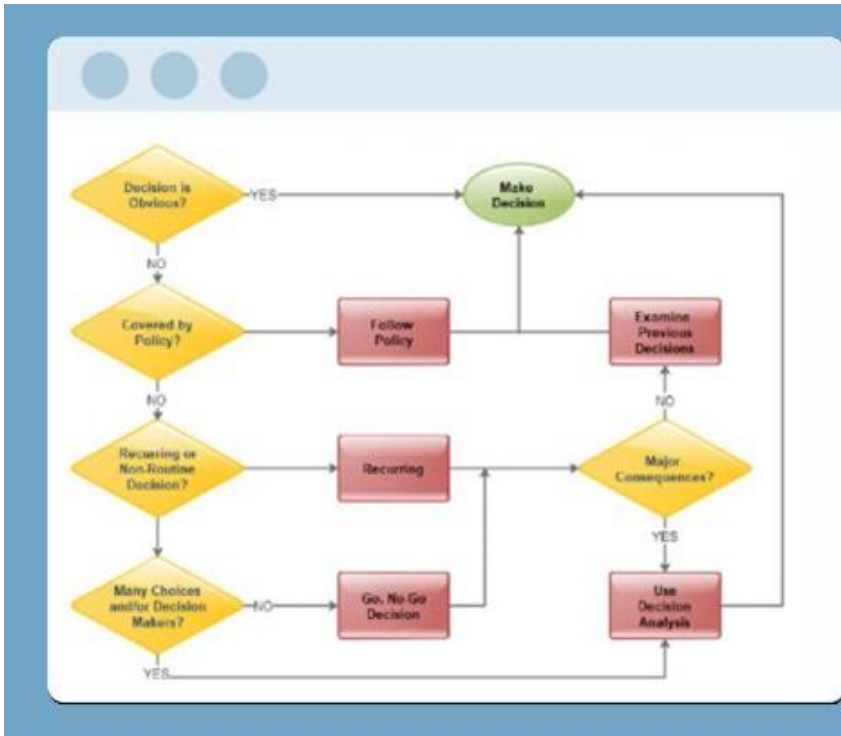 Decision is
Obvious?
YES
Make
Decision
NO
Covered by
Policy?
Follow
Policy
Examine
Previous
Decisions
NO
NO
Recurring or
Non-Routine
Decision?
Recurring
Major
Consequences?
YES
Many Choices
and/or Decision
Makers?
NO
Go, No Go
Decision
Use
Decision
Analysis
YES